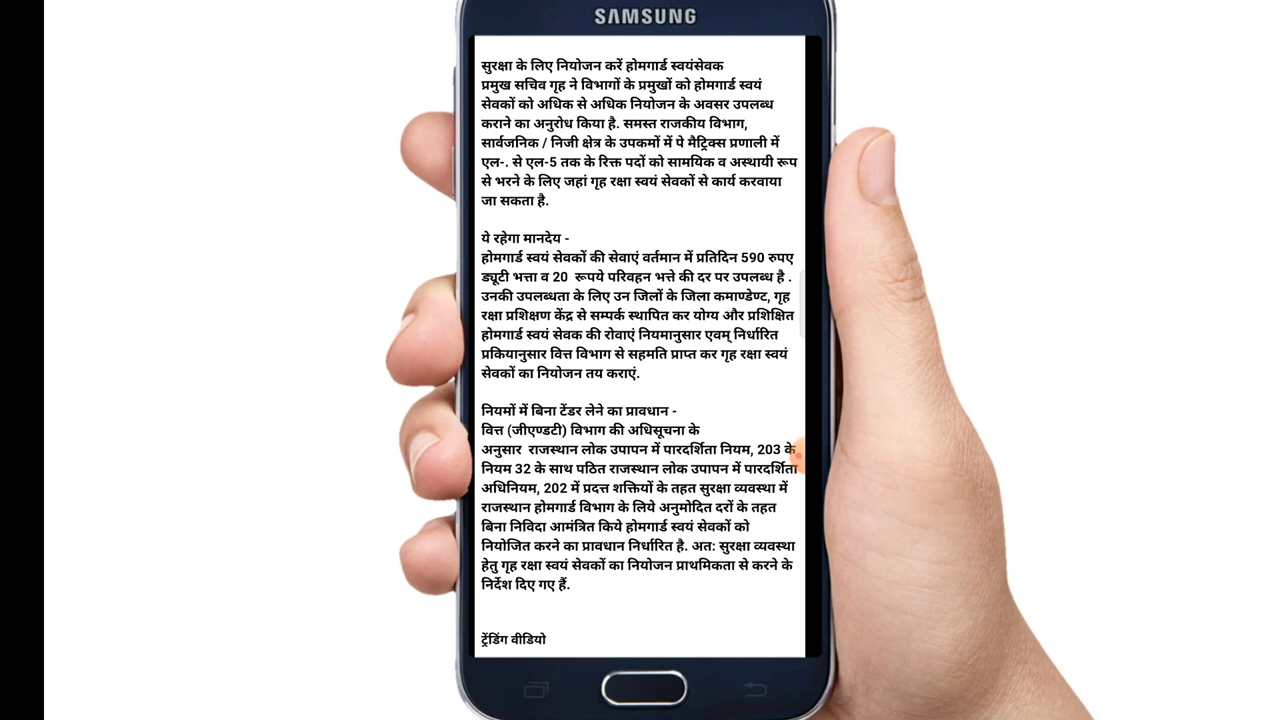 SAMSUNG
सुरक्षा के लिए नियोजन करें होमगार्ड स्वयंसेवक
प्रमुख सचिव गृह ने विभागों के प्रमुखों को होमगार्ड स्वयं
सेवकों को अधिक से अधिक नियोजन के अवसर उपलब्ध
कराने का अनुरोध किया है. समस्त राजकीय विभाग,
सार्वजनिक / निजी क्षेत्र के उपकमों में पे मैट्रिक्स प्रणाली में
एल-. से एल-5 तक के रिक्त पदों को सामयिक व अस्थायी रूप
से भरने के लिए जहां गृह रक्षा स्वयं सेवकों से कार्य करवाया
जा सकता है.
ये रहेगा मानदेय -
होमगार्ड स्वयं सेवकों की सेवाएं वर्तमान में प्रतिदिन 590 रुपए
ड्यूटी भत्ता व 20 रूपये परिवहन भत्ते की दर पर उपलब्ध है .
उनकी उपलब्धता के लिए उन जिलों के जिला कमाण्डेण्ट, गृह
रक्षा प्रशिक्षण केंद्र से सम्पर्क स्थापित कर योग्य और प्रशिक्षित
होमगार्ड स्वयं सेवक की रोवाएं नियमानुसार एवम् निर्धारित
प्रकियानुसार वित्त विभाग से सहमति प्राप्त कर गृह रक्षा स्वयं
सेवकों का नियोजन तय कराएं.
नियमों में बिना टेंडर लेने का प्रावधान -
वित्त (जीएण्डटी) विभाग की अधिसूचना के
अनुसार राजस्थान लोक उपापन में पारदर्शिता नियम, 203 के
नियम 32 के साथ पठित राजस्थान लोक उपापन में पारदर्शिता
अधिनियम, 202 में प्रदत्त शक्तियों के तहत सुरक्षा व्यवस्था में
राजस्थान होमगार्ड विभाग के लिये अनुमोदित दरों के तहत
बिना निविदा आमंत्रित किये होमगार्ड स्वयं सेवकों को
नियोजित करने का प्रावधान निर्धारित है. अत: सुरक्षा व्यवस्था
हेतु गृह रक्षा स्वयं सेवकों का नियोजन प्राथमिकता से करने के
निर्देश दिए गए हैं.
ट्रेंडिंग वीडियो